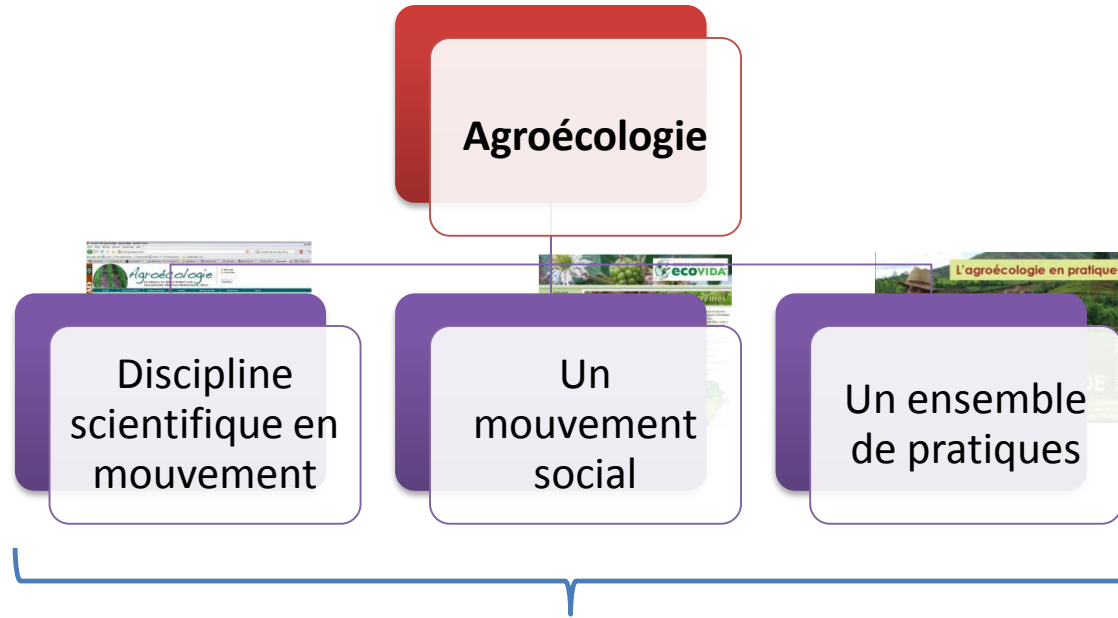 Agroécologie
Agroécologie
ecovida
L'agroécologie en pratique
Discipline
scientifique en
mouvement
Un
mouvement
social
Un ensemble
de pratiques